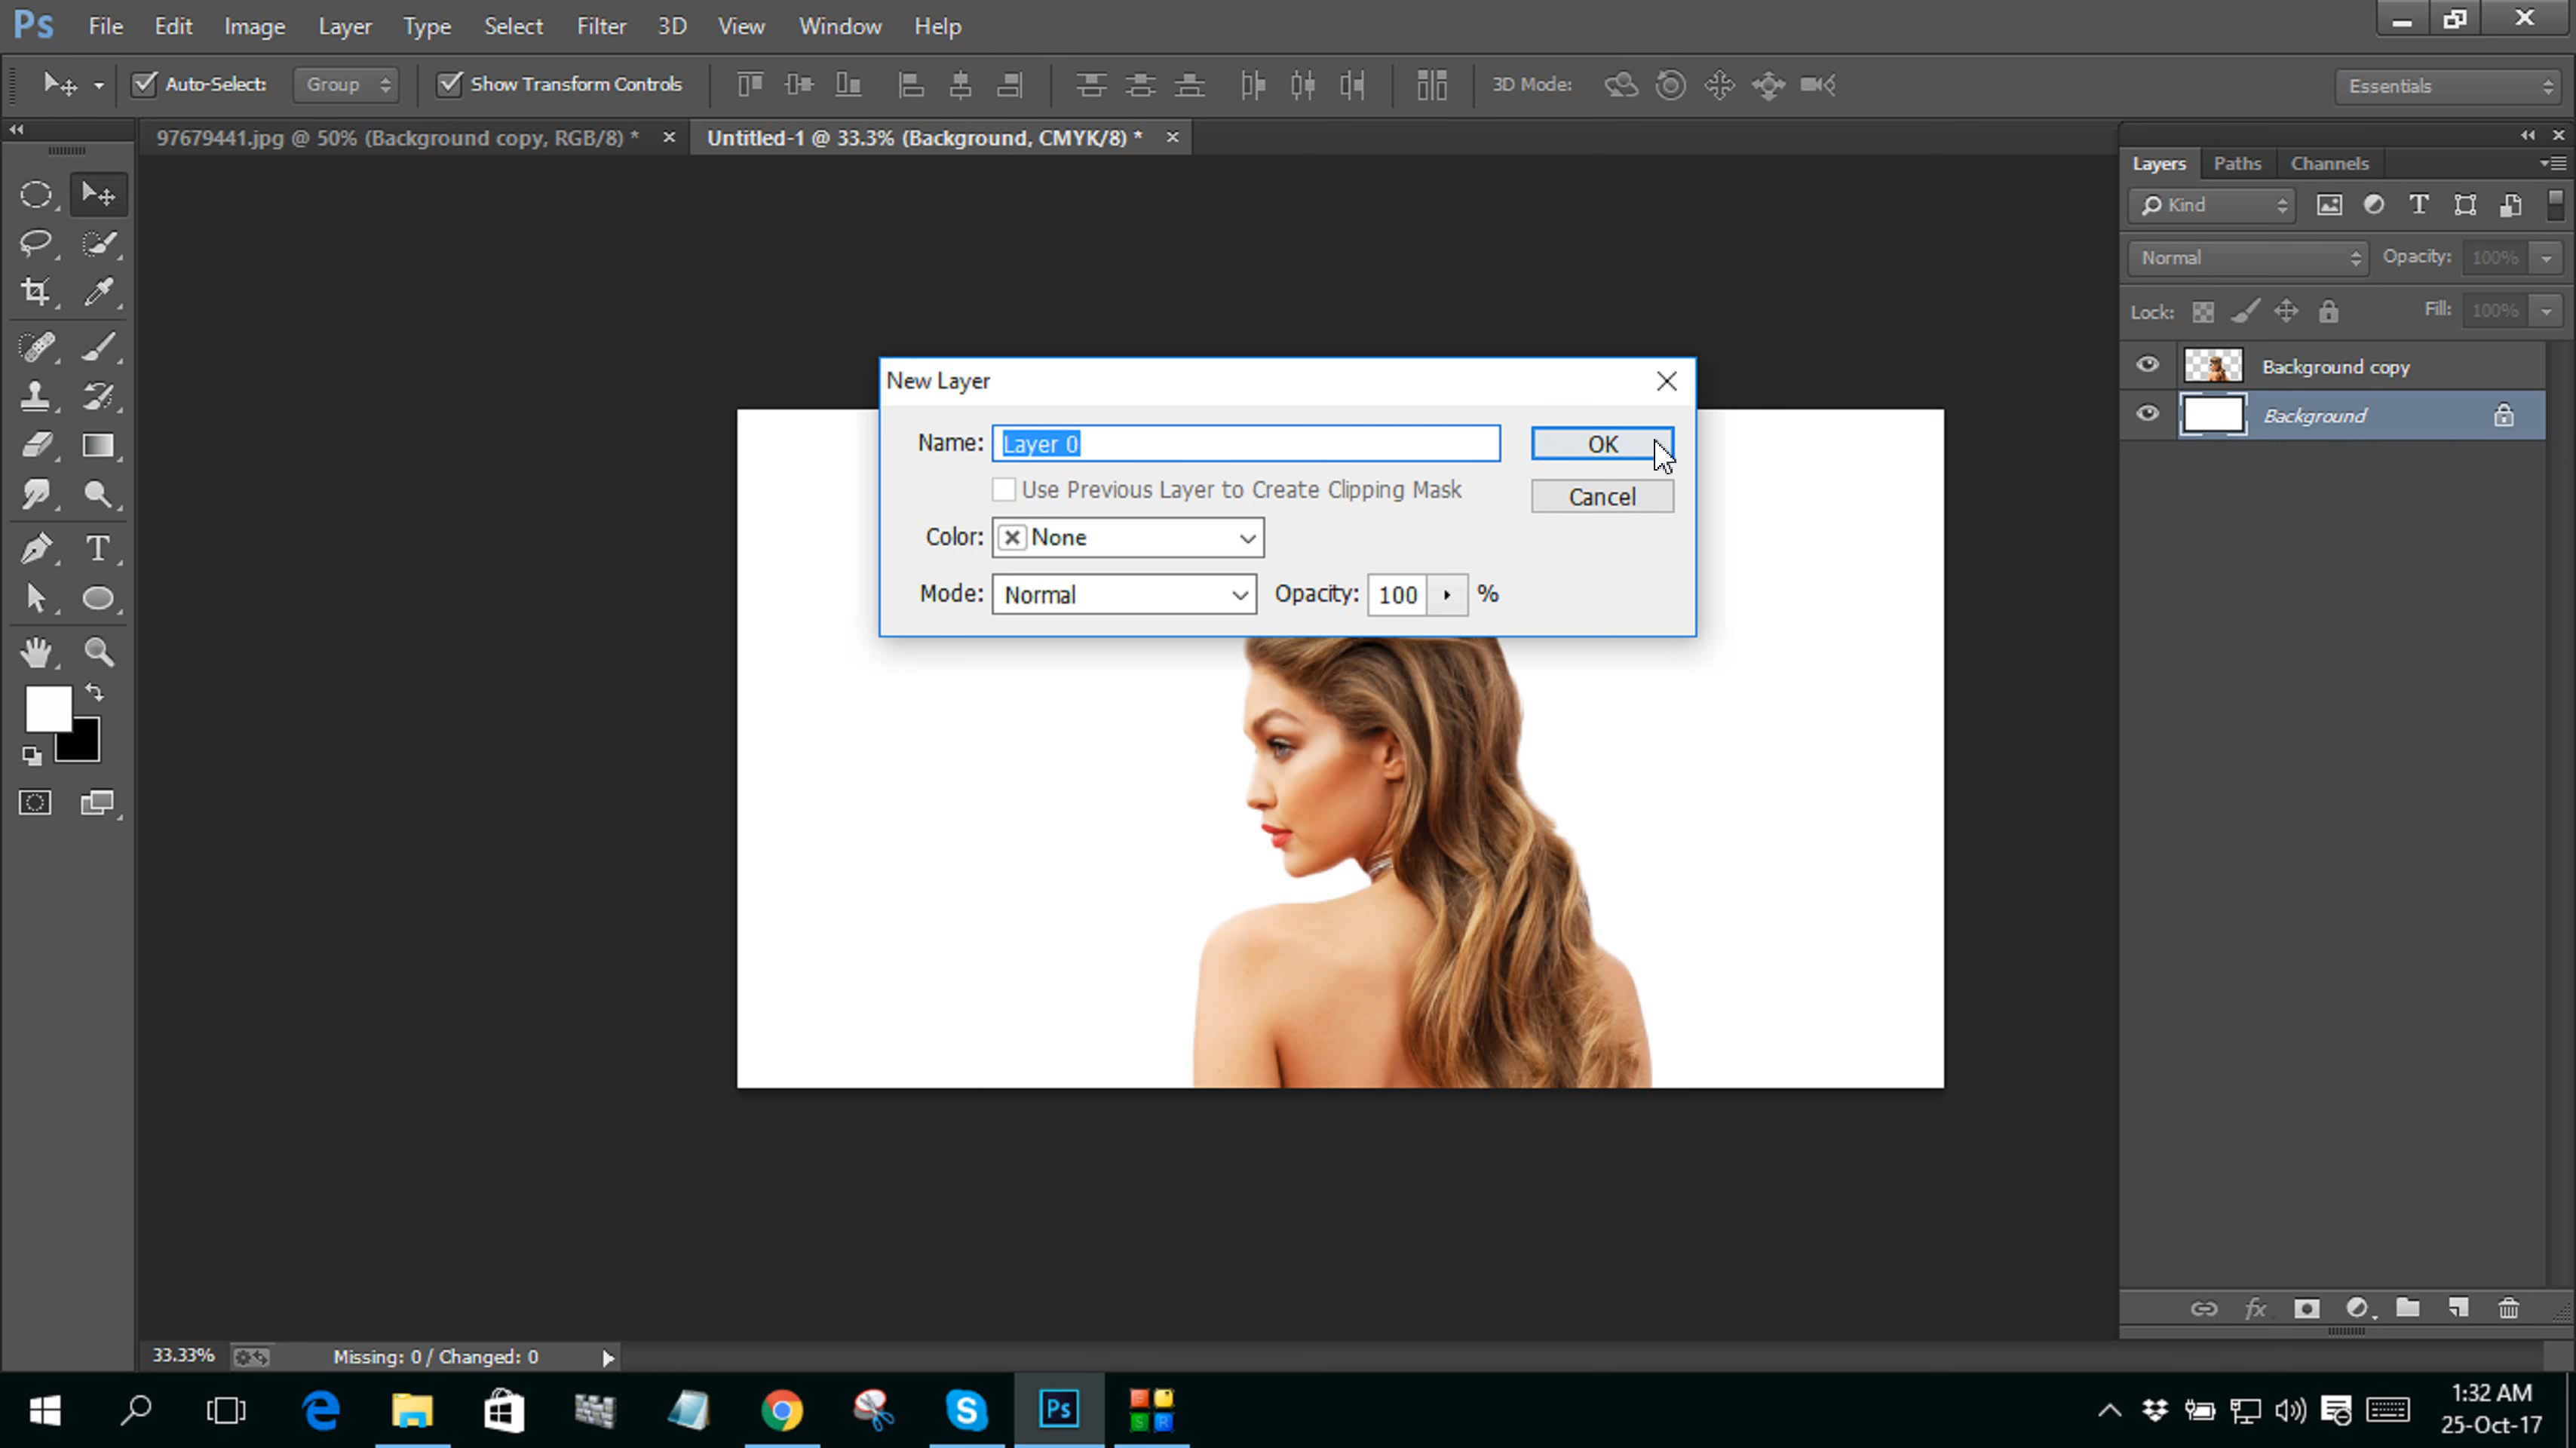 Ps File Edit Image Layer Type Select Filter 3D View Window Help
Auto-Select: Group Show Transform Controls 3D Mode: Essentials
97679441.jpg @ 50% (Background copy, RGB/8) * Untitled-1 @ 33.3% (Background, CMYK/8) *
Layers Paths Channels
Kind
Normal Opacity: 100%
Lock: Fill: 100%
Background copy
Background
New Layer
Name: Layer 0 OK
Use Previous Layer to Create Clipping Mask Cancel
Color: None
Mode: Normal Opacity: 100 %
33.33% Missing: 0 / Changed: 0
1:32 AM
25-Oct-17